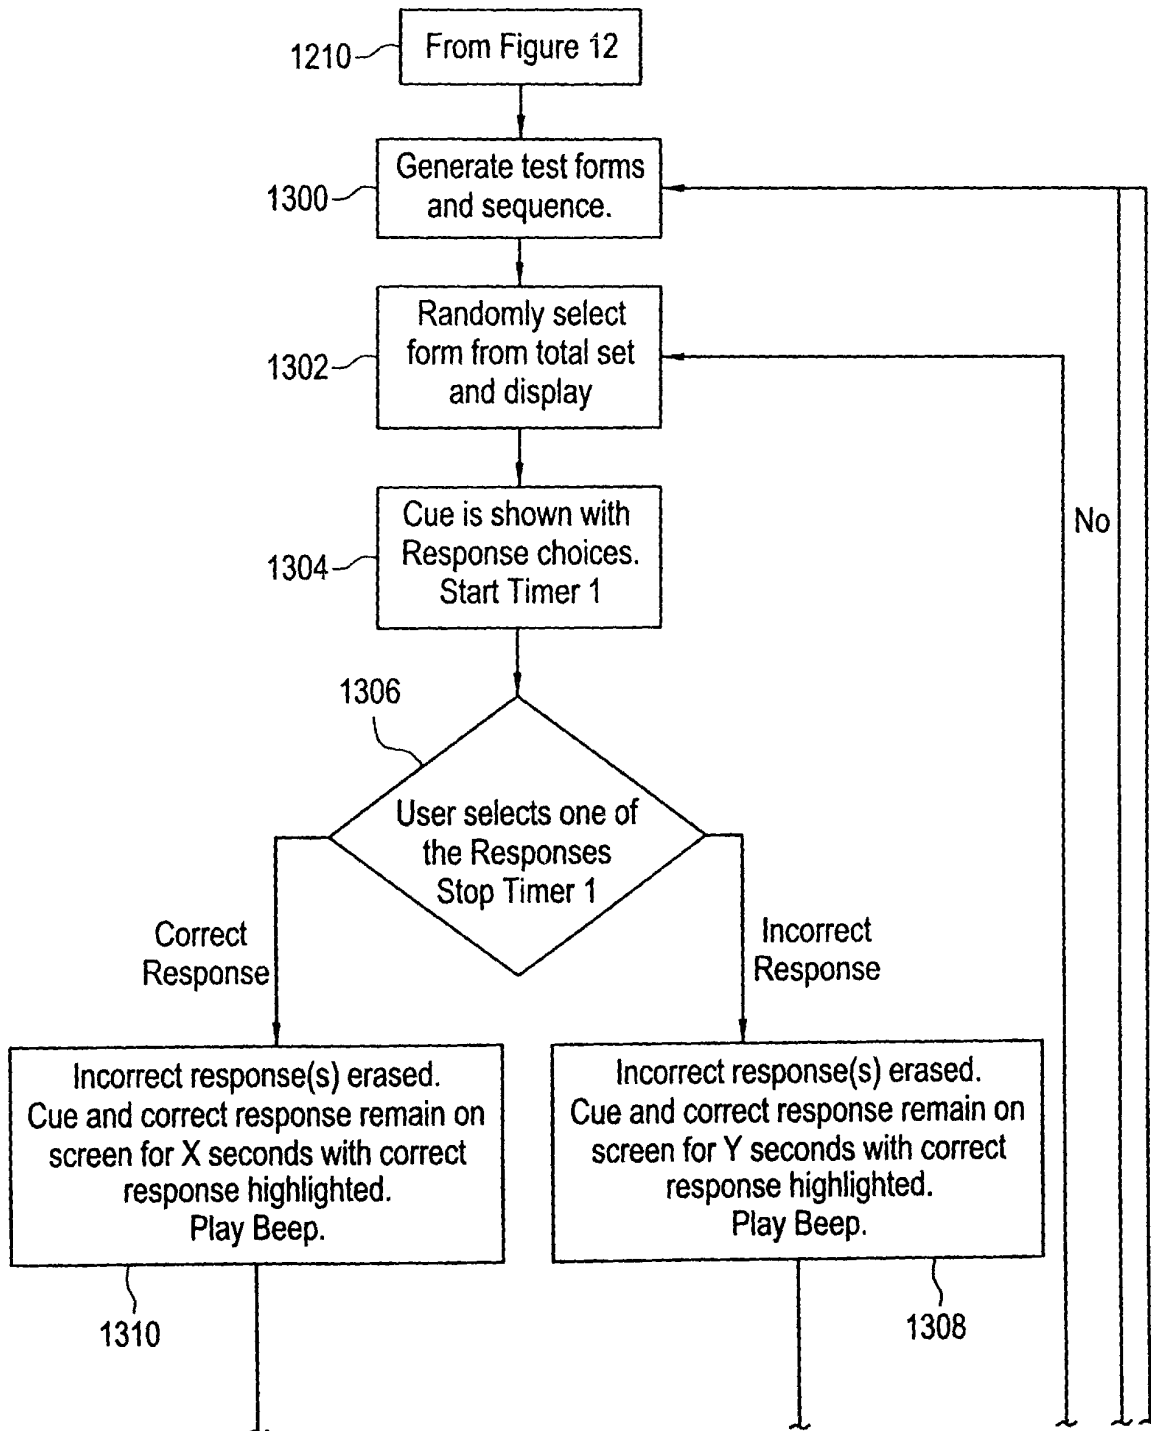 From Figure 12
1210
Generate test forms
and sequence.
1300
Randomly select
form from total set
and display
1302
Cue is shown with
Response choices.
Start Timer 1
1304
No
1306
User selects one of
the Responses
Stop Timer 1
Correct
Response
Incorrect
Response
Incorrect response(s) erased.
Cue and correct response remain on
screen for X seconds with correct
response highlighted.
Play Beep.
1310
Incorrect response(s) erased.
Cue and correct response remain on
screen for Y seconds with correct
response highlighted.
Play Beep.
1308